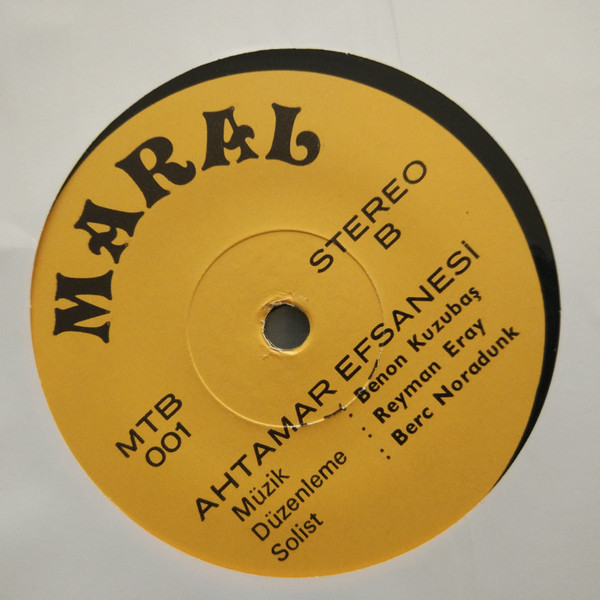 MARAL
STEREO
B
MTB
001
AHTAMAR EFSANESİ
Müzik : Benon Kuzubaş
Düzenleme : Reyman Eray
Solist : Berc Noradunk